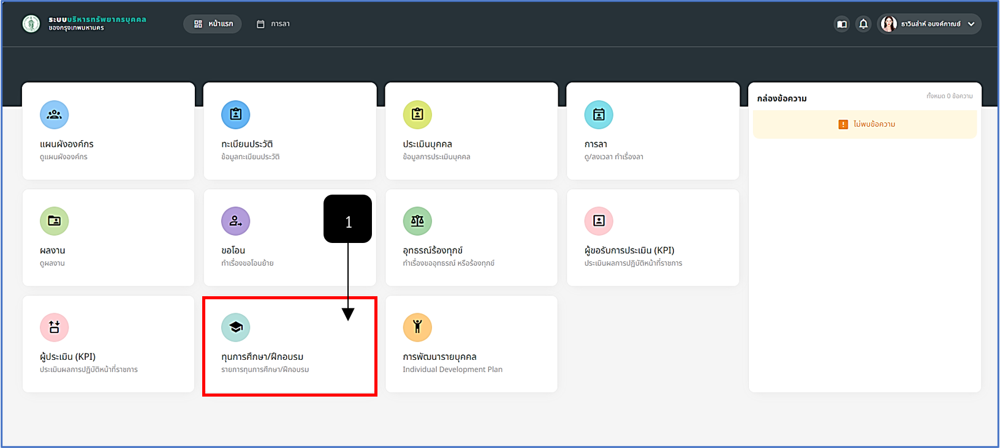 ระบบบริหารทรัพยากรบุคคล
ของกรุงเทพมหานคร
หน้าแรก
การลา
ธาวินล่าห์ อนงค์กาณย์
แผนผังองค์กร
ดูแผนผังองค์กร
ทะเบียนประวัติ
ข้อมูลทะเบียนประวัติ
ประเมินบุคคล
ข้อมูลการประเมินบุคคล
การลา
ดู/ลงเวลา ทำเรื่องลา
กล่องข้อความ
ทั้งหมด 0 ข้อความ
ไม่พบข้อความ
ผลงาน
ดูผลงาน
ขอโอน
ทำเรื่องขอโอนย้าย
1
อุทธรณ์ร้องทุกข์
ทำเรื่องขออุทธรณ์ หรือร้องทุกข์
ผู้ขอรับการประเมิน (KPI)
ประเมินผลการปฏิบัติหน้าที่ราชการ
ผู้ประเมิน (KPI)
ประเมินผลการปฏิบัติหน้าที่ราชการ
ทุนการศึกษา/ฝึกอบรม
รายการทุนการศึกษา/ฝึกอบรม
การพัฒนารายบุคคล
Individual Development Plan